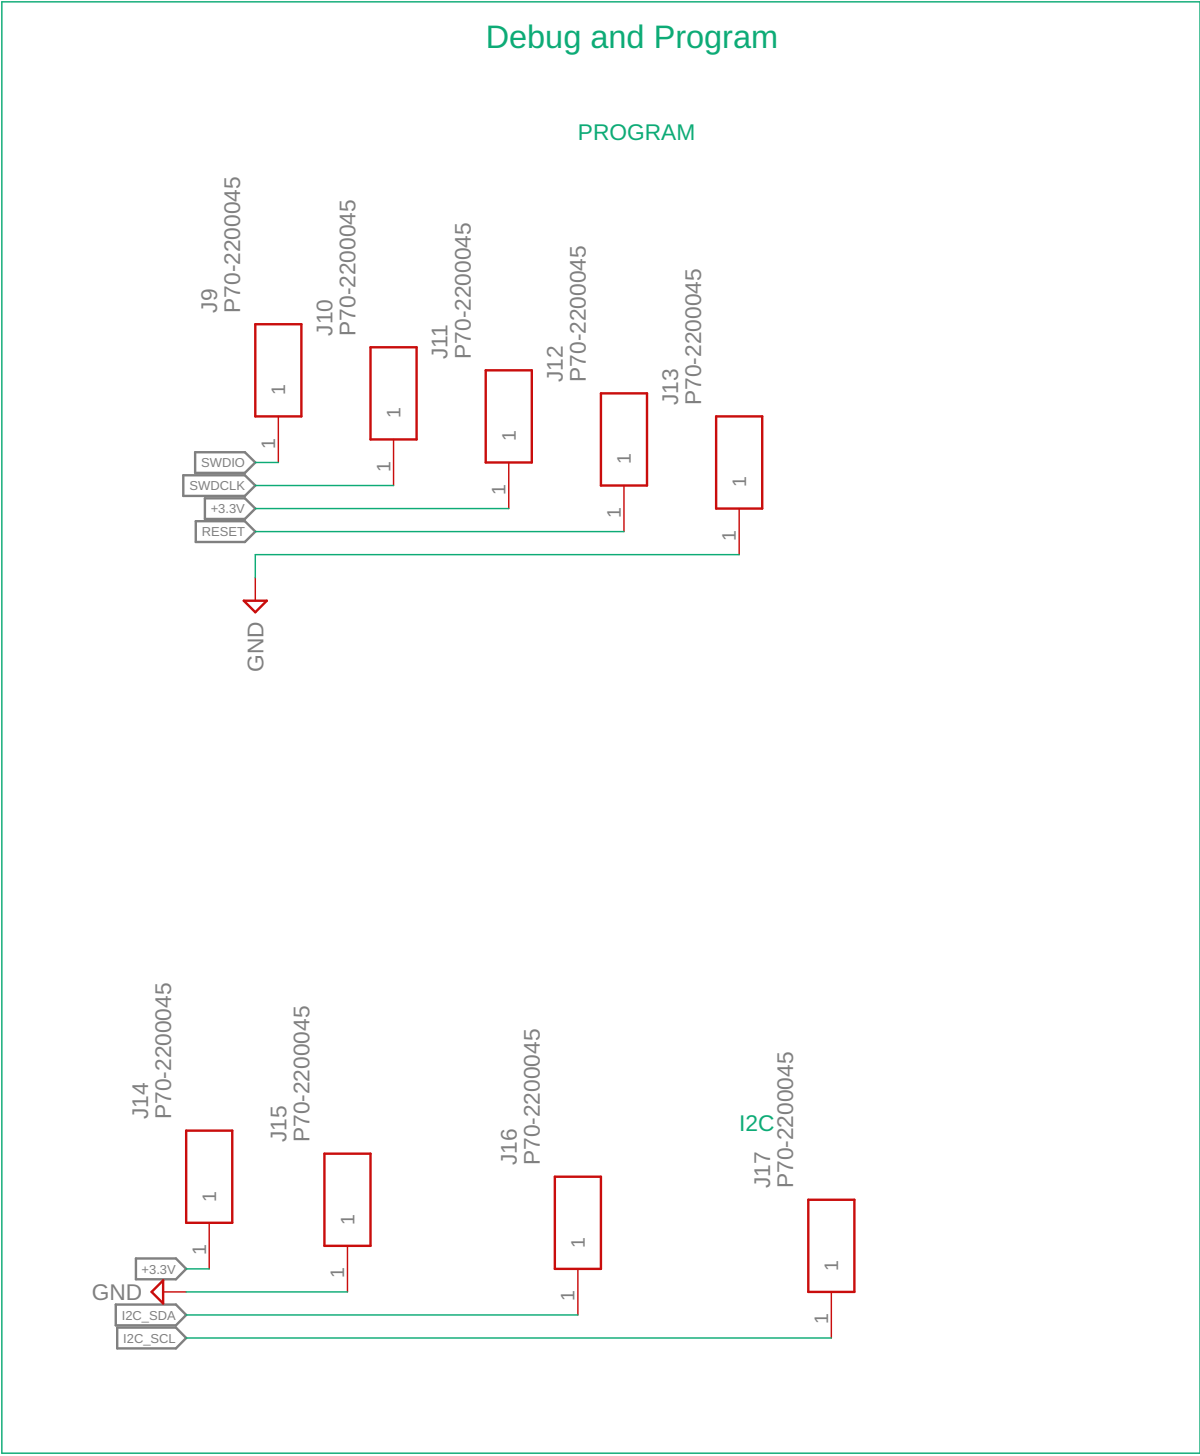 Debug and Program
PROGRAM
J9
P70-2200045
1
1
J10
P70-2200045
1
1
J11
P70-2200045
1
1
J12
P70-2200045
1
1
J13
P70-2200045
1
1
SWDIO
SWDCLK
+3.3V
RESET
GND
J14
P70-2200045
1
1
J15
P70-2200045
1
1
J16
P70-2200045
1
1
I2C
J17
P70-2200045
1
1
+3.3V
GND
I2C_SDA
I2C_SCL